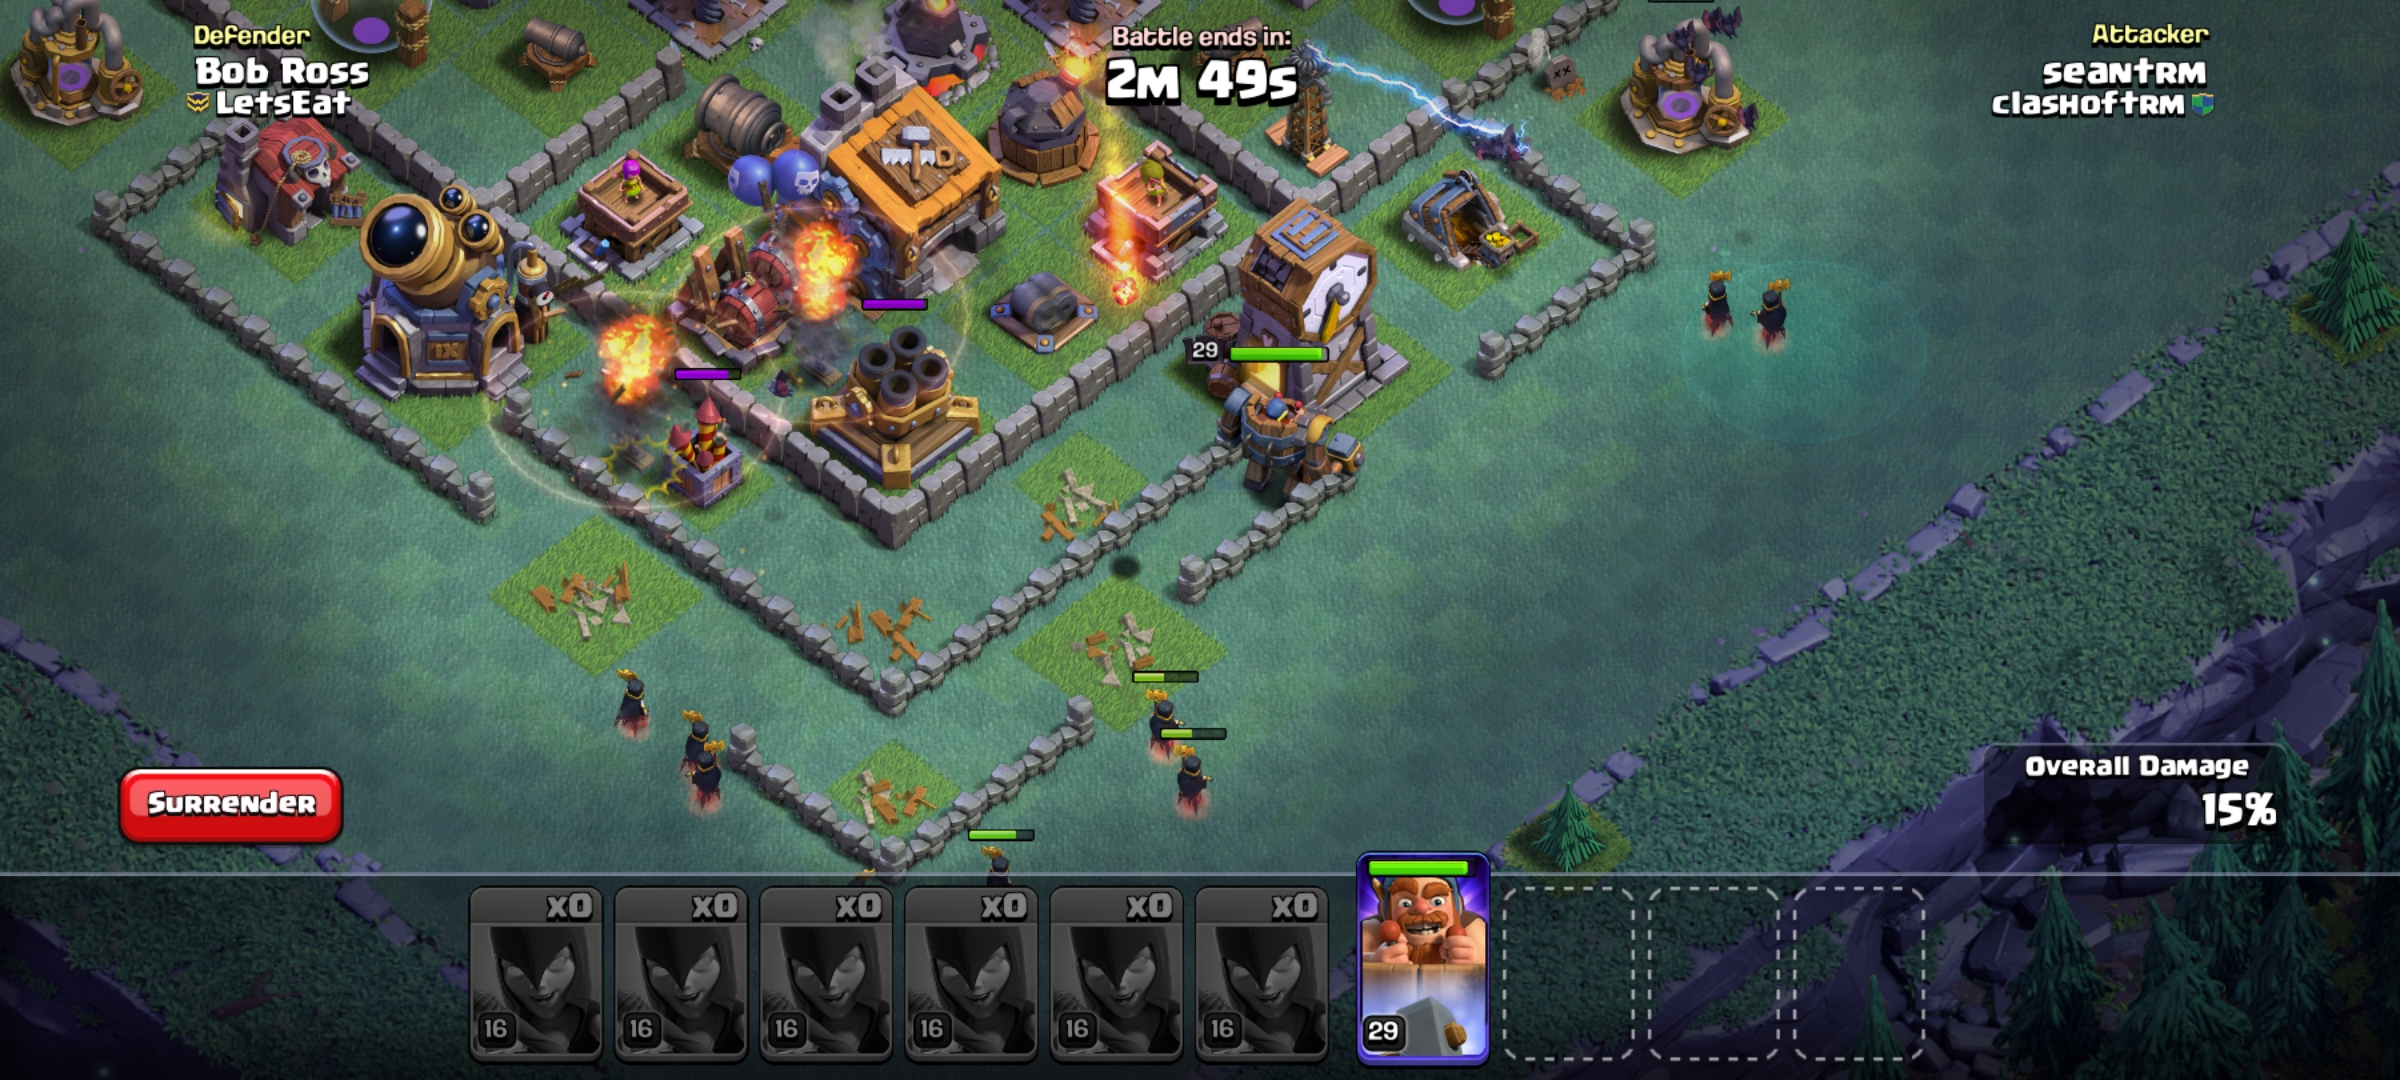 Defender
Bob Ross
LetsEat
Battle ends in:
2M 49s
Attacker
seantRM
clashoftRM
IX
29
Surrender
Overall Damage
15%
x0 x0 x0 x0 x0 x0
16 16 16 16 16 16 29